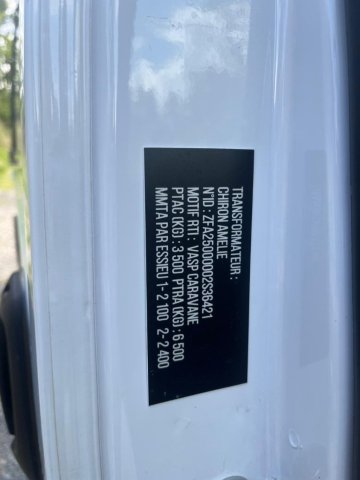 TRANSFORMATEUR :
CHIRON AMELIE
N°ID : ZFA25000002S36421
MOTIF RTI : VASP CARAVANE
PTAC (KG) : 3 500 PTRA (KG) : 6 500
MMTA PAR ESSIEU 1- 2 100 2- 2 400